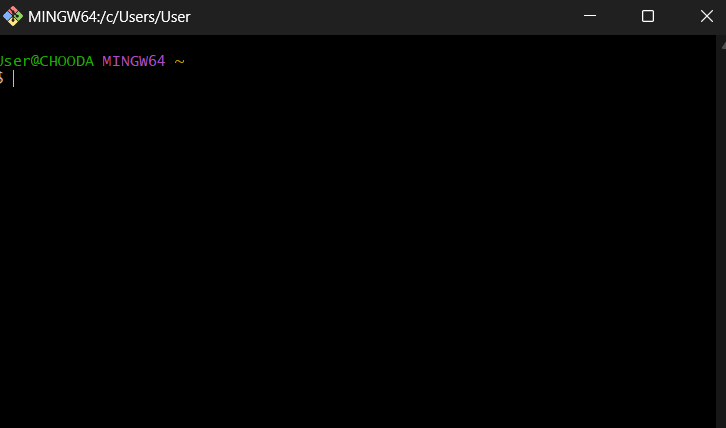 MINGW64:/c/Users/User
User@CHOODA MINGW64 ~
$